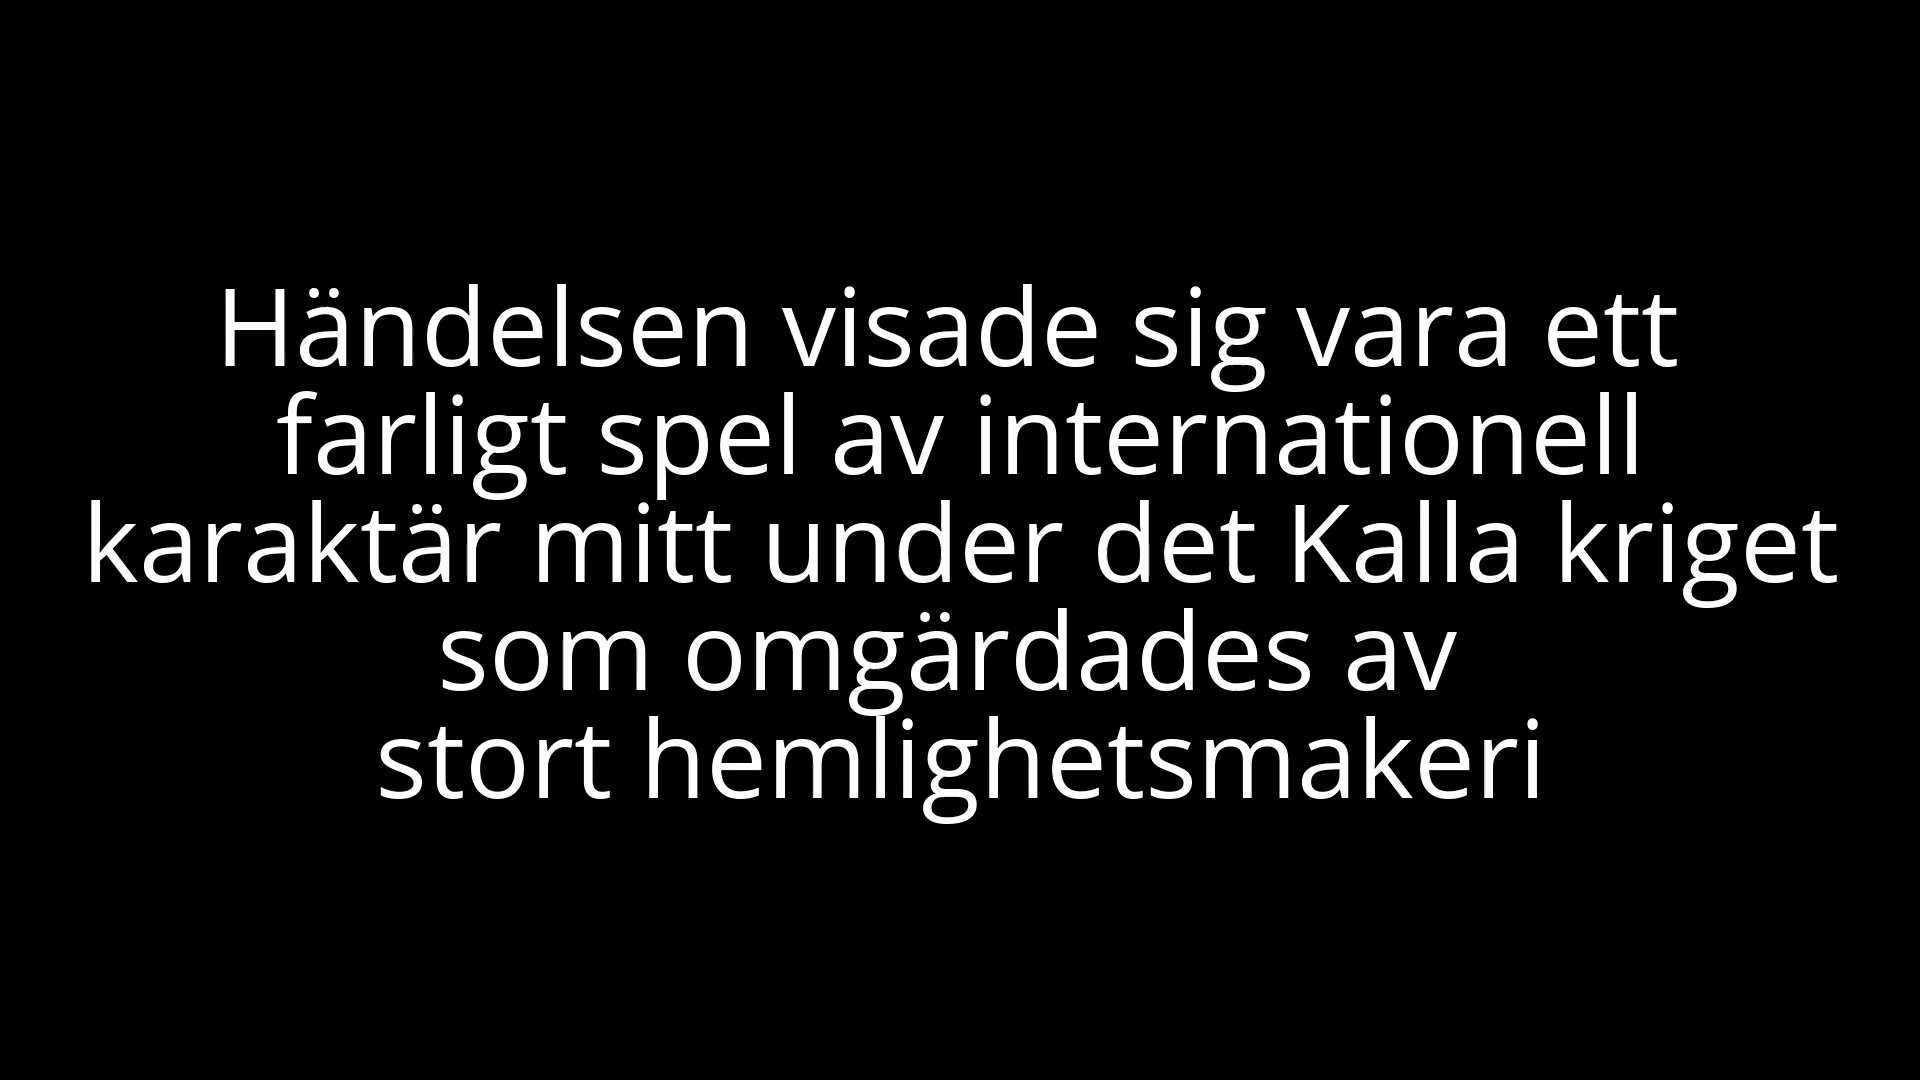 Händelsen visade sig vara ett
farligt spel av internationell
karaktär mitt under det Kalla kriget
som omgärdades av
stort hemlighetsmakeri